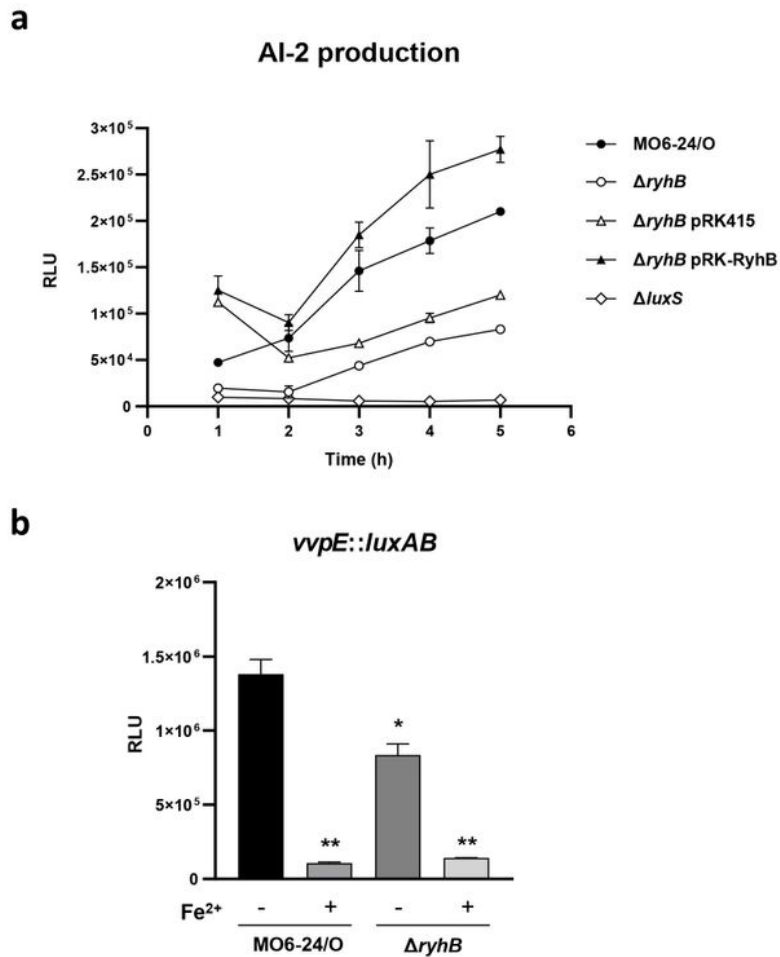 a
AI-2 production
3×10⁵
2.5×10⁵
2×10⁵
1.5×10⁵
1×10⁵
5×10⁴
0
RLU
0 1 2 3 4 5 6
Time (h)
MO6-24/O
ΔryhB
ΔryhB pRK415
ΔryhB pRK-RyhB
ΔluxS
b
vvpE::luxAB
2×10⁶
1.5×10⁶
1×10⁶
5×10⁵
0
RLU
*
** **
Fe²⁺ - + - +
MO6-24/O ΔryhB